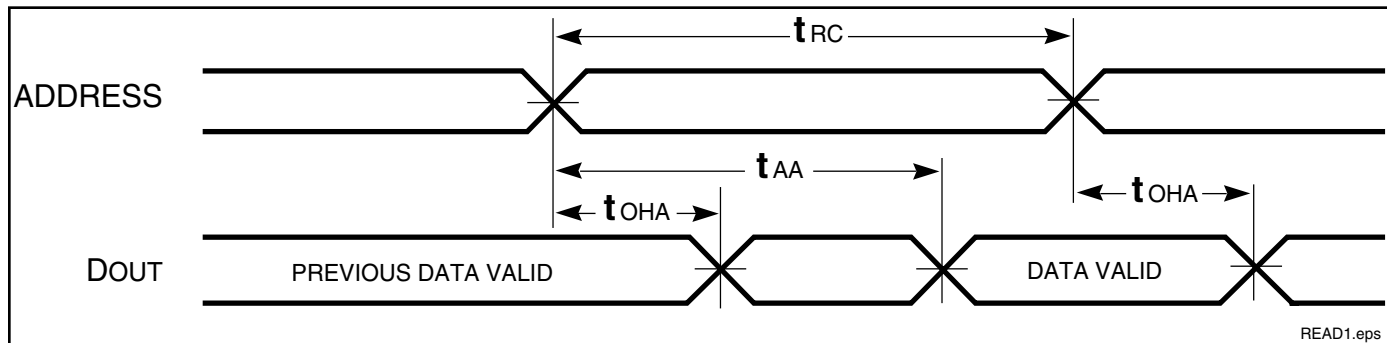 tRC
ADDRESS
tAA
tOHA
tOHA
DOUT
PREVIOUS DATA VALID
DATA VALID
READ1.eps